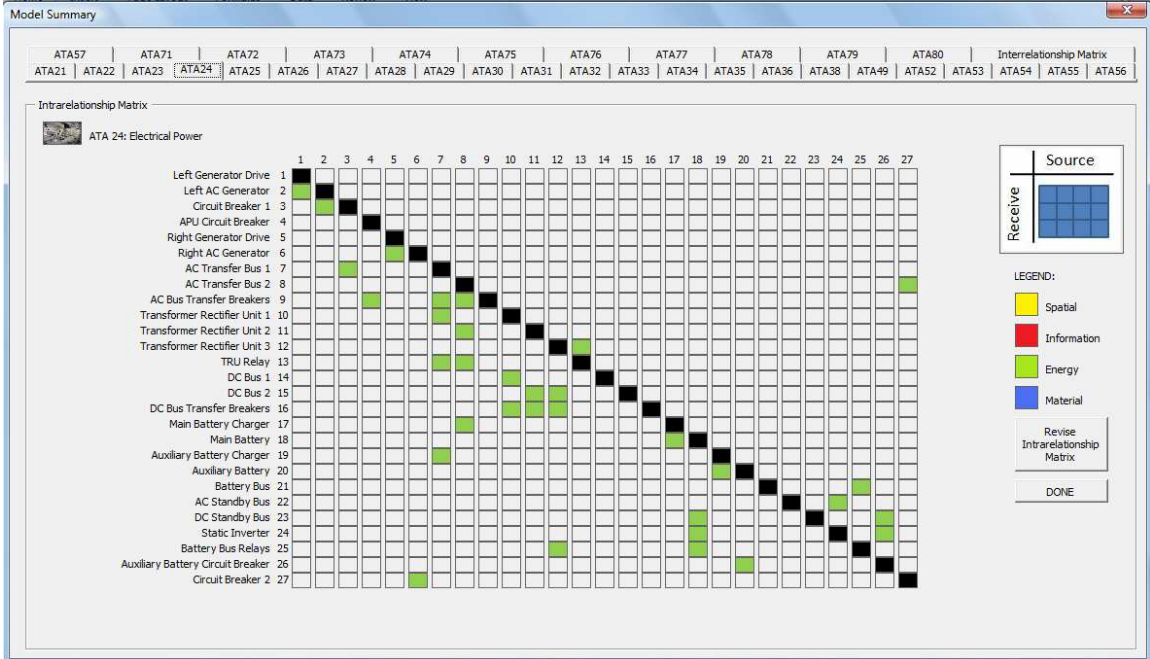 Model Summary
ATA57 ATA71 ATA72 ATA73 ATA74 ATA75 ATA76 ATA77 ATA78 ATA79 ATA80 Interrelationship Matrix
ATA21 ATA22 ATA23 ATA24 ATA25 ATA26 ATA27 ATA28 ATA29 ATA30 ATA31 ATA32 ATA33 ATA34 ATA35 ATA36 ATA38 ATA49 ATA52 ATA53 ATA54 ATA55 ATA56
Intrarelationship Matrix
ATA 24: Electrical Power
1 2 3 4 5 6 7 8 9 10 11 12 13 14 15 16 17 18 19 20 21 22 23 24 25 26 27
Left Generator Drive 1
Left AC Generator 2
Circuit Breaker 1 3
APU Circuit Breaker 4
Right Generator Drive 5
Right AC Generator 6
AC Transfer Bus 1 7
AC Transfer Bus 2 8
AC Bus Transfer Breakers 9
Transformer Rectifier Unit 1 10
Transformer Rectifier Unit 2 11
Transformer Rectifier Unit 3 12
TRU Relay 13
DC Bus 1 14
DC Bus 2 15
DC Bus Transfer Breakers 16
Main Battery Charger 17
Main Battery 18
Auxiliary Battery Charger 19
Auxiliary Battery 20
Battery Bus 21
AC Standby Bus 22
DC Standby Bus 23
Static Inverter 24
Battery Bus Relays 25
Auxiliary Battery Circuit Breaker 26
Circuit Breaker 2 27
Source
Receive
LEGEND:
Spatial
Information
Energy
Material
Revise
Intrarelationship
Matrix
DONE